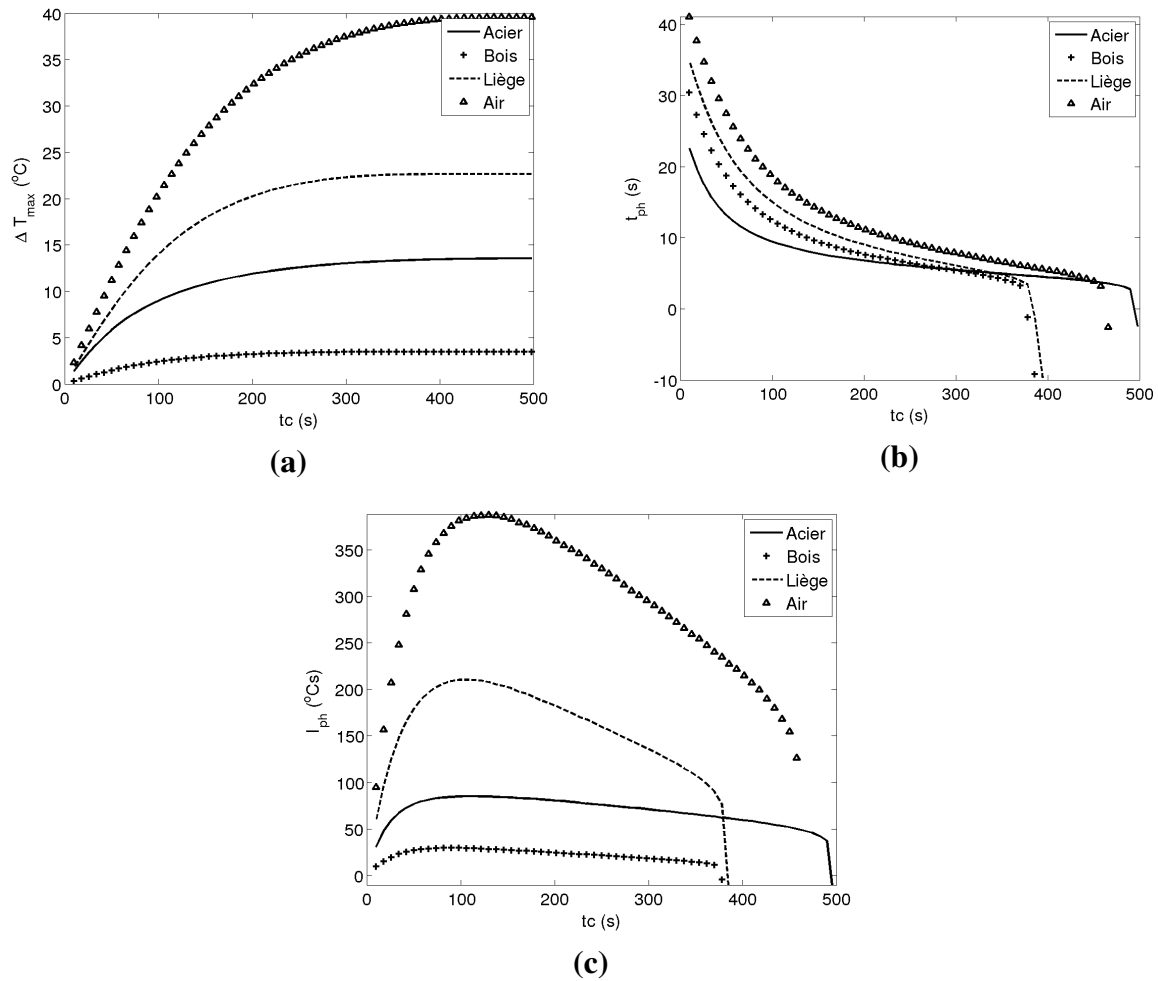 40
35
30
25
20
15
10
5
0
Δ Tmax (°C)
0 100 200 300 400 500
tc (s)
Acier
Bois
Liège
Air
(a)
40
30
20
10
0
-10
tph (s)
0 100 200 300 400 500
tc (s)
Acier
Bois
Liège
Air
(b)
350
300
250
200
150
100
50
0
Iph (°Cs)
0 100 200 300 400 500
tc (s)
Acier
Bois
Liège
Air
(c)